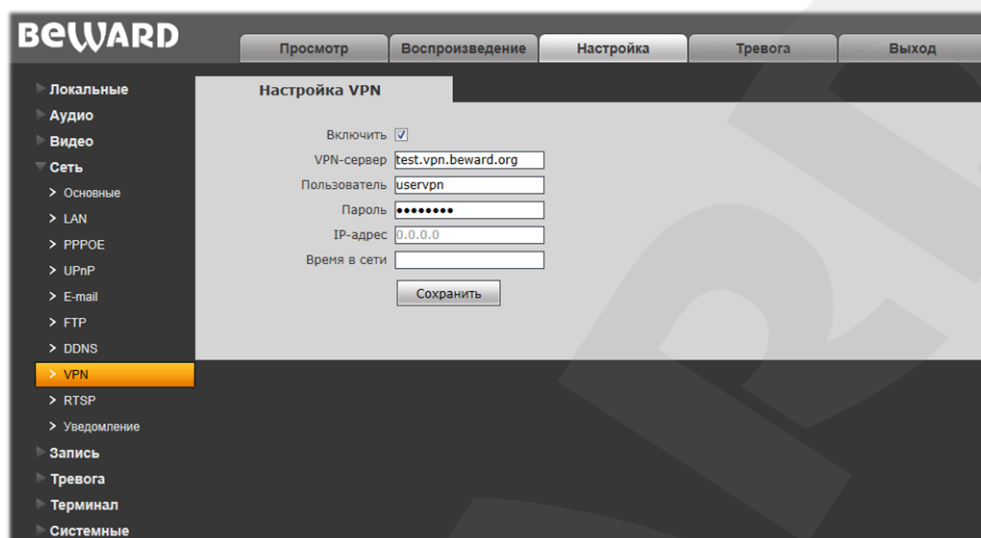 BEWARD
Просмотр Воспроизведение Настройка Тревога Выход
Локальные
Аудио
Видео
Сеть
> Основные
> LAN
> PPPOE
> UPnP
> E-mail
> FTP
> DDNS
> VPN
> RTSP
> Уведомление
Запись
Тревога
Терминал
Системные
Настройка VPN
Включить
VPN-сервер test.vpn.beward.org
Пользователь uservpn
Пароль ••••••••
IP-адрес 0.0.0.0
Время в сети
Сохранить